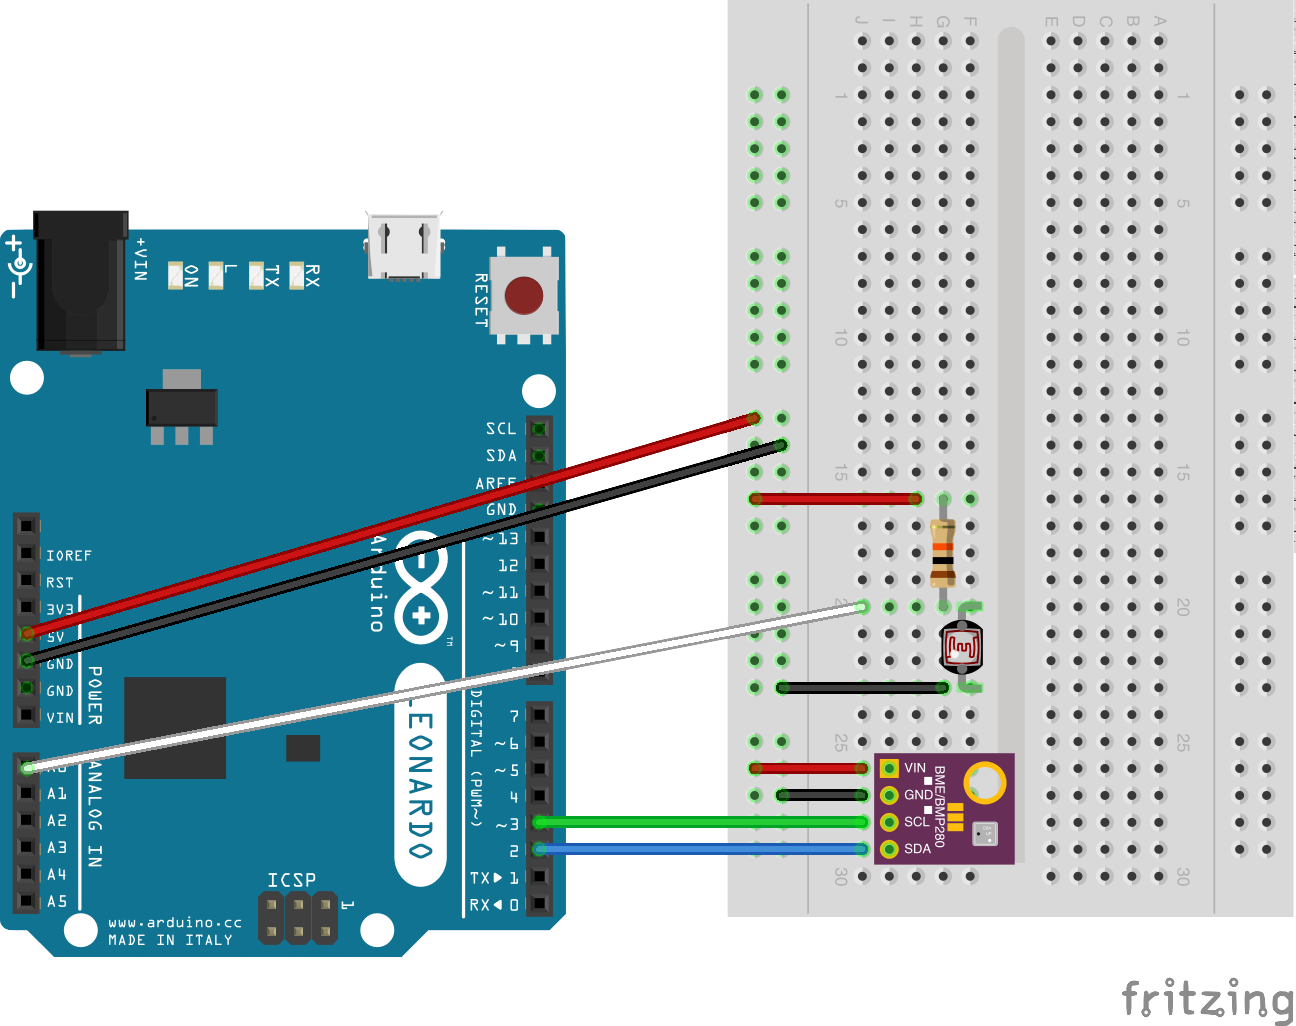 J I H G F E D C B A
1 1
5 5
10 10
15 15
20 20
25 25
30 30
+VIN
ON
L
TX
RX
RESET
SCL
SDA
AREF
GND
~13
12
~11
~10
~9
7
~6
~5
4
~3
2
TX 1
RX 0
DIGITAL (PWM~)
IOREF
RST
3V3
5V
GND
GND
VIN
POWER
A0
A1
A2
A3
A4
A5
ANALOG IN
Arduino
TM
LEONARDO
ICSP
1
www.arduino.cc
MADE IN ITALY
VIN
GND
SCL
SDA
BME/BMP280
fritzing